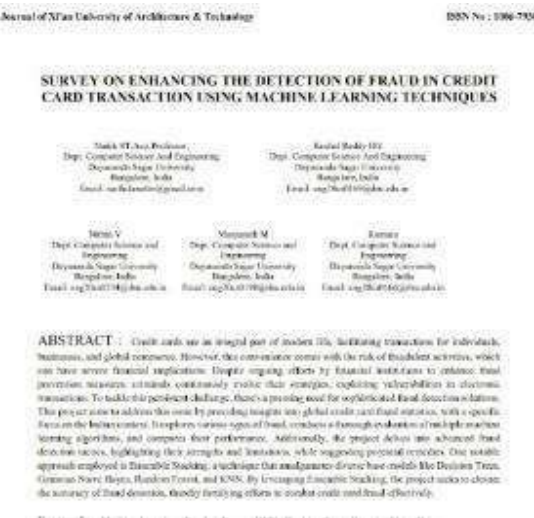 Journal of Xi'an University of Architecture & Technology
ISSN No : 1006-7930
SURVEY ON ENHANCING THE DETECTION OF FRAUD IN CREDIT
CARD TRANSACTION USING MACHINE LEARNING TECHNIQUES
Dept. Computer Science And Engineering
Dayananda Sagar University
Bangalore, India
Dept. Computer Science And Engineering
Dayananda Sagar University
Bangalore, India
Dept. Computer Science and
Engineering
Dayananda Sagar University
Bangalore, India
Dept. Computer Science and
Engineering
Dayananda Sagar University
Bangalore, India
Dept. Computer Science and
Engineering
Dayananda Sagar University
Bangalore, India
ABSTRACT : Credit cards are an integral part of modern life, facilitating transactions for individuals,
businesses, and global commerce. However, this convenience comes with the risk of fraudulent activities, which
can have severe financial implications. Despite ongoing efforts by financial institutions to enhance fraud
prevention measures, criminals continuously evolve their strategies, exploiting vulnerabilities in electronic
transactions. To tackle this persistent challenge, there's a pressing need for sophisticated fraud detection solutions.
This project aims to address this issue by providing insights into global credit card fraud statistics, with a specific
focus on the Indian context. It explores various types of fraud, conducts a thorough evaluation of multiple machine
learning algorithms, and compares their performance. Additionally, the project delves into advanced fraud
detection tactics, highlighting their strengths and limitations, while suggesting potential remedies. One notable
approach employed is Ensemble Stacking, a technique that amalgamates diverse base models like Decision Trees,
Gaussian Naive Bayes, Random Forest, and KNN. By leveraging Ensemble Stacking, the project seeks to elevate
the accuracy of fraud detection, thereby fortifying efforts to combat credit card fraud effectively.